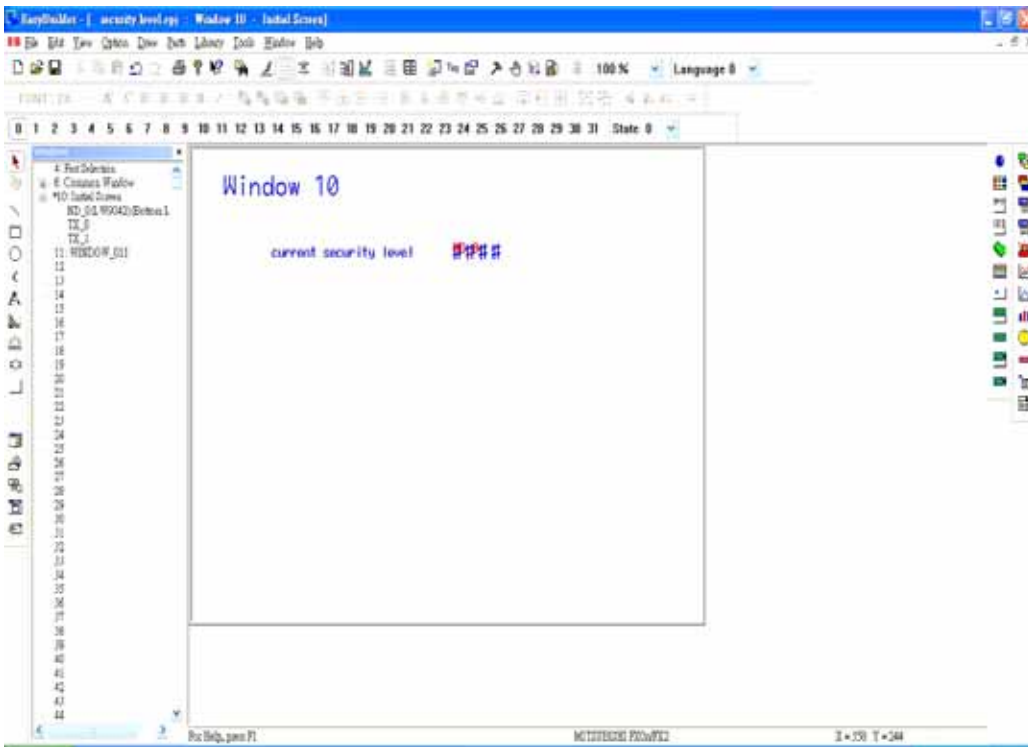 EasyBuilder - [ security level.epj - Window 10 - Initial Screen]
File Edit View Option Draw Parts Library Tools Window Help
100 % Language 0
0 1 2 3 4 5 6 7 8 9 10 11 12 13 14 15 16 17 18 19 20 21 22 23 24 25 26 27 28 29 30 31 State 0
4: Fast Selection
6: Common Window
*10: Initial Screen
TX_0
TX_1
11: WINDOW_011
12
13
14
15
16
17
18
19
20
21
22
23
24
25
26
27
28
29
30
31
32
33
34
35
36
37
38
39
40
41
42
43
44
Window 10
current security level ####
For Help, press F1